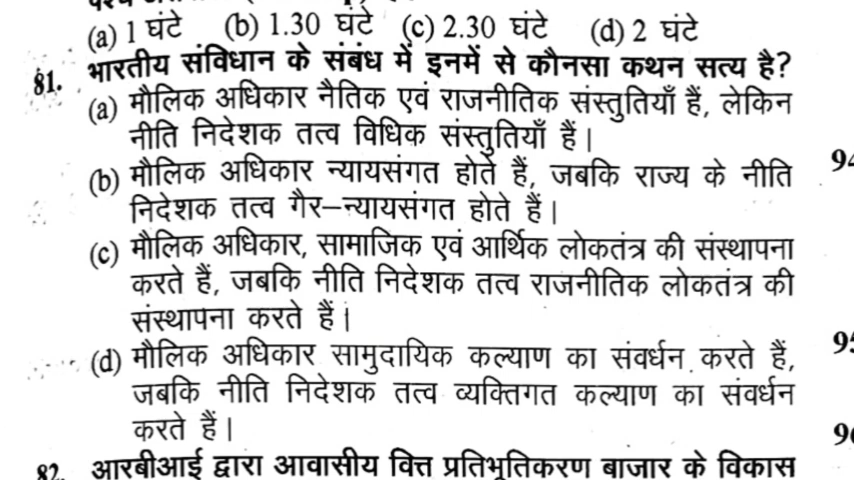 (a) 1 घंटे (b) 1.30 घंटे (c) 2.30 घंटे (d) 2 घंटे
81. भारतीय संविधान के संबंध में इनमें से कौनसा कथन सत्य है?
(a) मौलिक अधिकार नैतिक एवं राजनीतिक संस्तुतियाँ हैं, लेकिन
नीति निदेशक तत्व विधिक संस्तुतियाँ हैं।
(b) मौलिक अधिकार न्यायसंगत होते हैं, जबकि राज्य के नीति
निदेशक तत्व गैर–न्यायसंगत होते हैं।
(c) मौलिक अधिकार, सामाजिक एवं आर्थिक लोकतंत्र की संस्थापना
करते हैं, जबकि नीति निदेशक तत्व राजनीतिक लोकतंत्र की
संस्थापना करते हैं।
(d) मौलिक अधिकार सामुदायिक कल्याण का संवर्धन करते हैं,
जबकि नीति निदेशक तत्व व्यक्तिगत कल्याण का संवर्धन
करते हैं।
82. आरबीआई द्वारा आवासीय वित्त प्रतिभूतिकरण बाजार के विकास